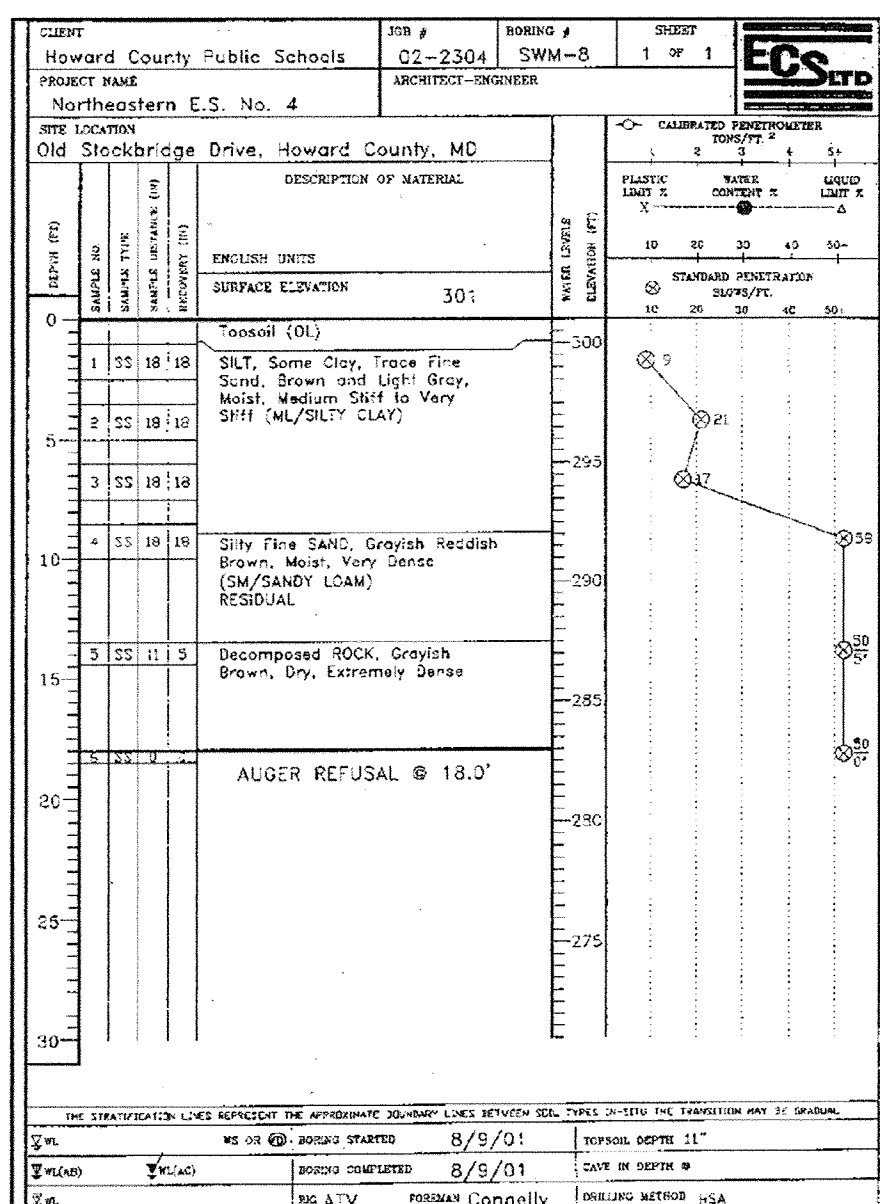 CLIENT
Howard County Public Schools
JOB #
02-2304
BORING #
SWM-8
SHEET
1 OF 1
ECS LTD
PROJECT NAME
Northeastern E.S. No. 4
ARCHITECT-ENGINEER
SITE LOCATION
Old Stockbridge Drive, Howard County, MD
CALIBRATED PENETROMETER
TONS/FT. 2
1 2 3 4 5+
PLASTIC LIMIT %
WATER CONTENT %
LIQUID LIMIT %
X △
10 20 30 40 50+
STANDARD PENETRATION
BLOWS/FT.
10 20 30 40 50+
DEPTH (FT)
SAMPLE NO.
SAMPLE TYPE
SAMPLE DISTANCE (IN)
RECOVERY (IN)
DESCRIPTION OF MATERIAL
ENGLISH UNITS
SURFACE ELEVATION 301
WATER LEVELS
ELEVATION (FT)
0
Topsoil (OL)
300
1 SS 18 18
SILT, Some Clay, Trace Fine
Sand, Brown and Light Gray,
Moist, Medium Stiff to Very
Stiff (ML/SILTY CLAY)
9
2 SS 18 18
21
5
295
3 SS 18 18
17
4 SS 18 18
Silty Fine SAND, Grayish Reddish
Brown, Moist, Very Dense
(SM/SANDY LOAM)
RESIDUAL
58
10
290
5 SS 11 5
Decomposed ROCK, Grayish
Brown, Dry, Extremely Dense
50
5"
15
285
6 SS 0
50
0"
AUGER REFUSAL @ 18.0'
20
280
25
275
30
THE STRATIFICATION LINES REPRESENT THE APPROXIMATE BOUNDARY LINES BETWEEN SOIL TYPES IN-SITU THE TRANSITION MAY BE GRADUAL
WL
WS OR WD
BORING STARTED 8/9/01
TOPSOIL DEPTH 11"
WL(AB)
WL(AC)
BORING COMPLETED 8/9/01
CAVE IN DEPTH @
WL
RIG ATV
FOREMAN Connelly
DRILLING METHOD HSA